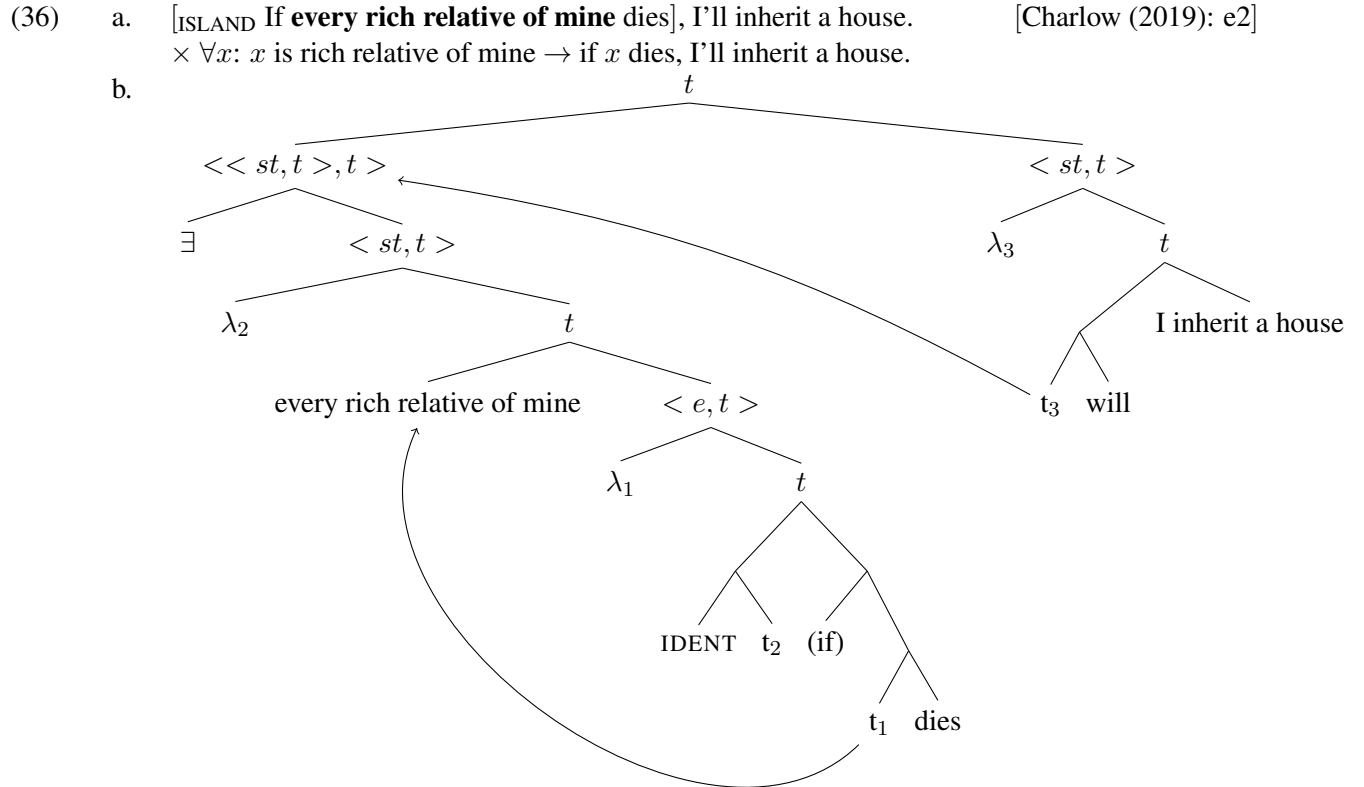 (36) a. [ISLAND If every rich relative of mine dies], I'll inherit a house. [Charlow (2019): e2]
× ∀x: x is rich relative of mine → if x dies, I'll inherit a house.
b.
t
<< st, t >, t > < st, t >
∃ < st, t > λ3 t
λ2 t I inherit a house
every rich relative of mine < e, t > t3 will
λ1 t
IDENT t2 (if)
t1 dies